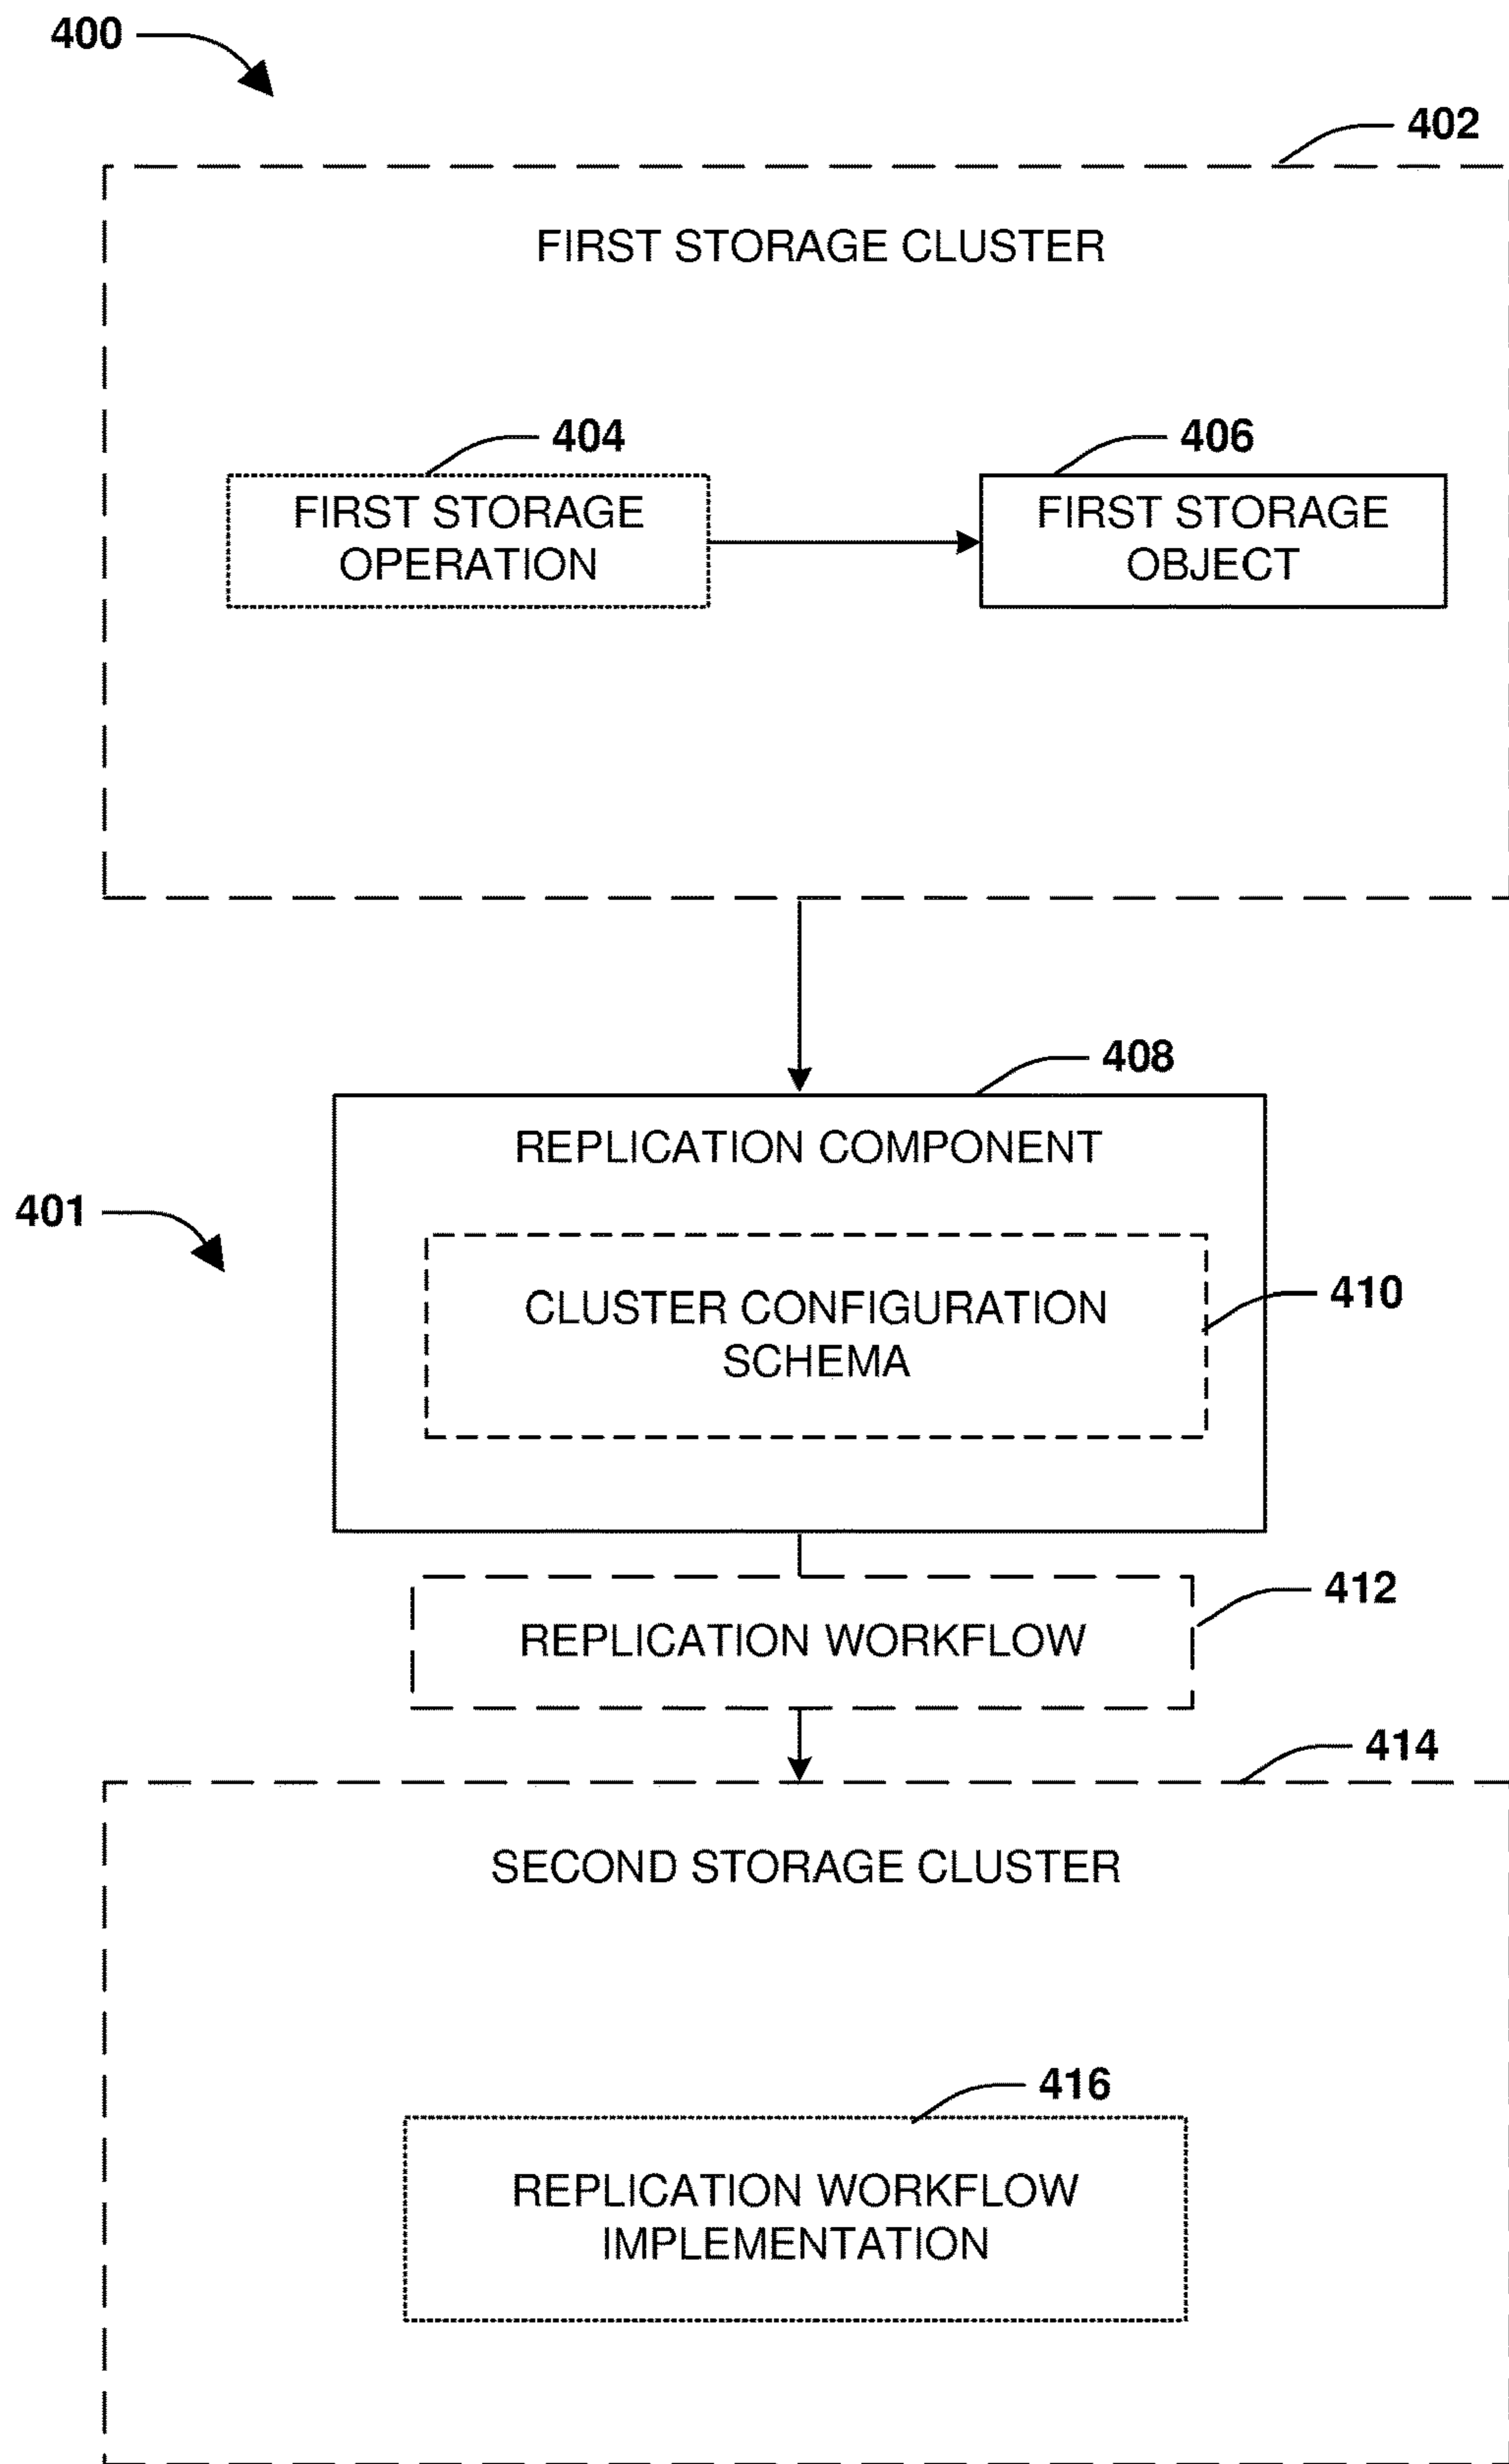 400
402
FIRST STORAGE CLUSTER
404
406
FIRST STORAGE
OPERATION
FIRST STORAGE
OBJECT
408
REPLICATION COMPONENT
401
CLUSTER CONFIGURATION
SCHEMA
410
412
REPLICATION WORKFLOW
414
SECOND STORAGE CLUSTER
416
REPLICATION WORKFLOW
IMPLEMENTATION